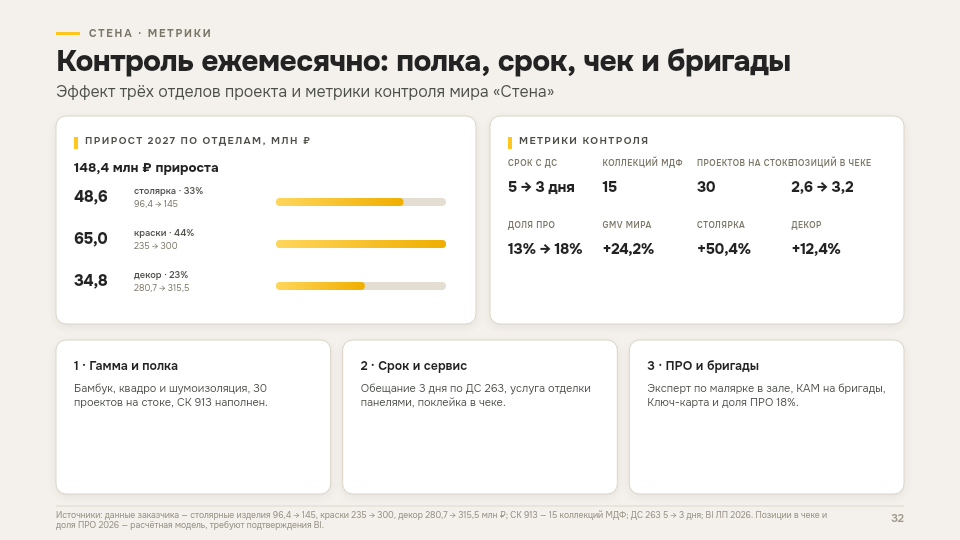 СТЕНА · МЕТРИКИ
Контроль ежемесячно: полка, срок, чек и бригады
Эффект трёх отделов проекта и метрики контроля мира «Стена»
ПРИРОСТ 2027 ПО ОТДЕЛАМ, МЛН ₽
148,4 млн ₽ прироста
48,6
столярка · 33%
96,4 → 145
65,0
краски · 44%
235 → 300
34,8
декор · 23%
280,7 → 315,5
МЕТРИКИ КОНТРОЛЯ
СРОК С ДС
КОЛЛЕКЦИЙ МДФ
ПРОЕКТОВ НА СТОКЕ
ПОЗИЦИЙ В ЧЕКЕ
5 → 3 дня
15
30
2,6 → 3,2
ДОЛЯ ПРО
GMV МИРА
СТОЛЯРКА
ДЕКОР
13% → 18%
+24,2%
+50,4%
+12,4%
1 · Гамма и полка
Бамбук, квадро и шумоизоляция, 30
проектов на стоке, СК 913 наполнен.
2 · Срок и сервис
Обещание 3 дня по ДС 263, услуга отделки
панелями, поклейка в чеке.
3 · ПРО и бригады
Эксперт по малярке в зале, КАМ на бригады,
Ключ-карта и доля ПРО 18%.
Источники: данные заказчика — столярные изделия 96,4 → 145, краски 235 → 300, декор 280,7 → 315,5 млн ₽; СК 913 — 15 коллекций МДФ; ДС 263 5 → 3 дня; BI ЛП 2026. Позиции в чеке и
доля ПРО 2026 — расчётная модель, требуют подтверждения BI.
32